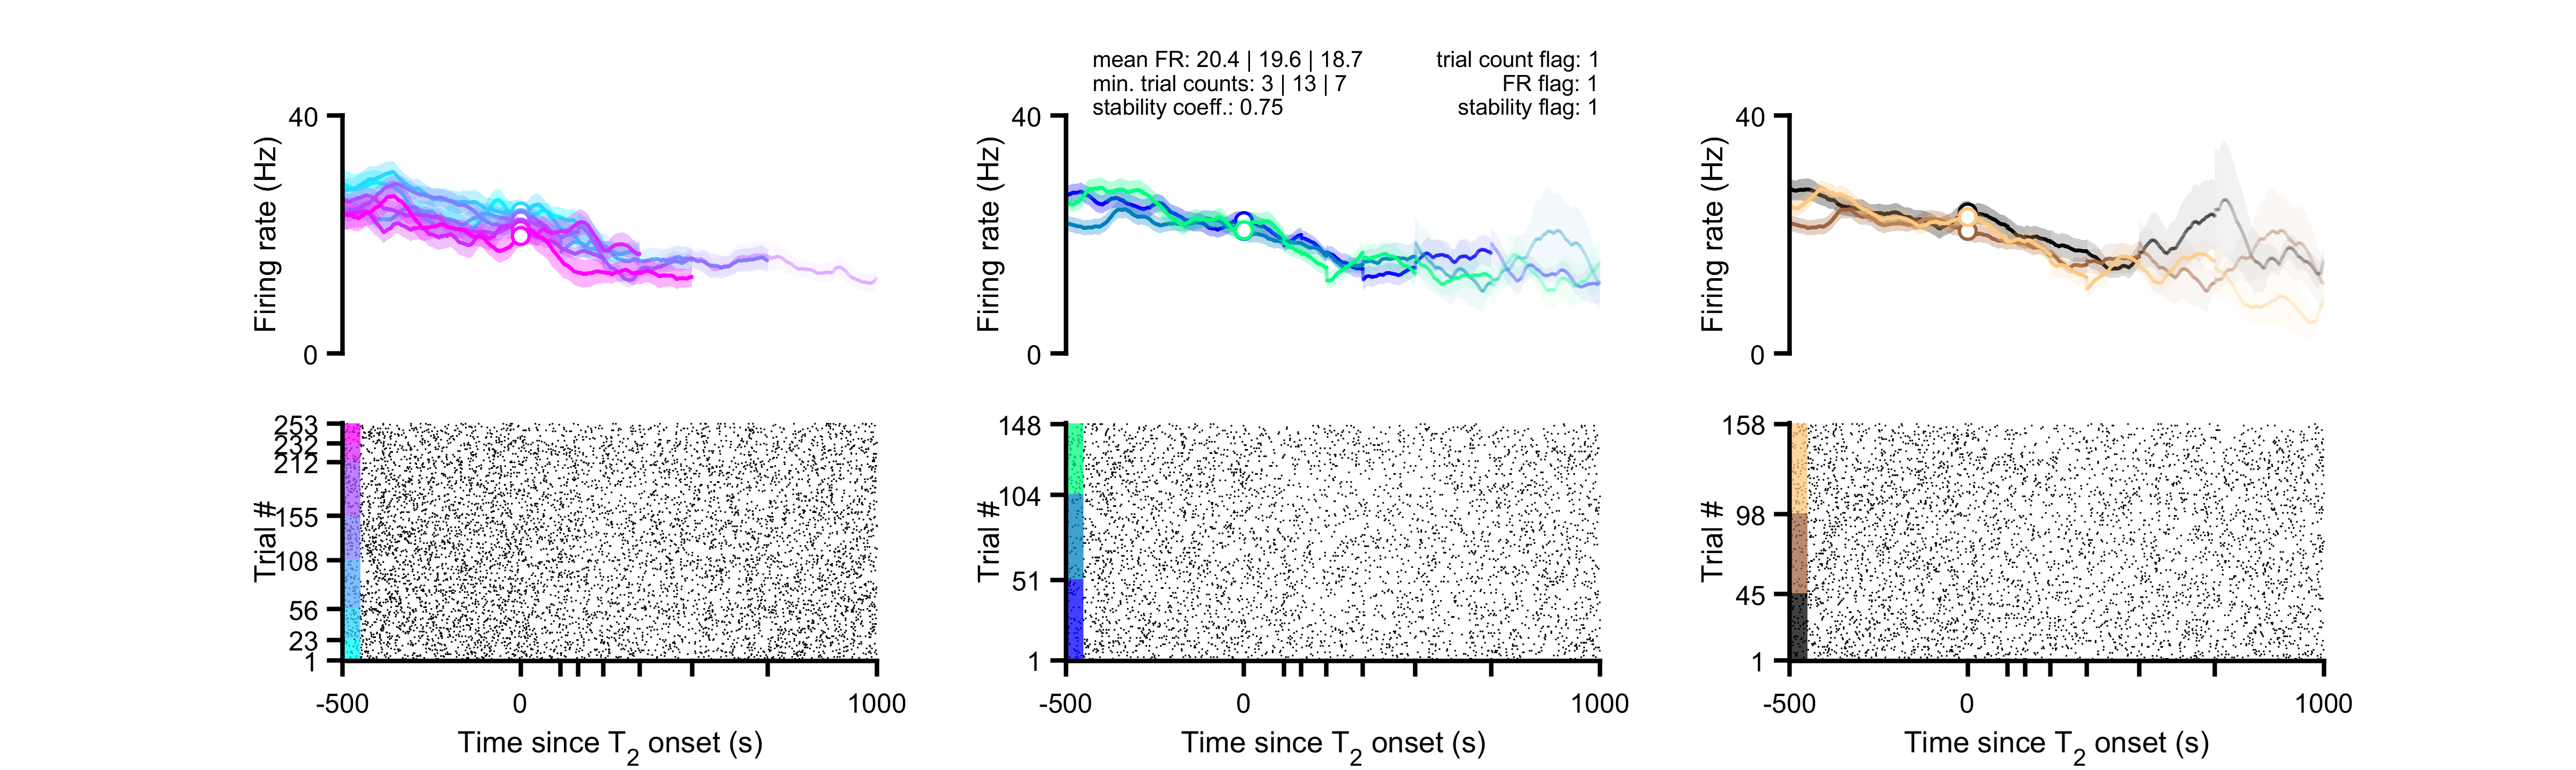 mean FR: 20.4 | 19.6 | 18.7
trial count flag: 1
min. trial counts: 3 | 13 | 7
FR flag: 1
stability coeff.: 0.75
stability flag: 1
40
Firing rate (Hz)
0
40
Firing rate (Hz)
0
40
Firing rate (Hz)
0
253
232
212
155
108
56
23
1
Trial #
-500
0
1000
Time since T2 onset (s)
148
104
51
1
Trial #
-500
0
1000
Time since T2 onset (s)
158
98
45
1
Trial #
-500
0
1000
Time since T2 onset (s)